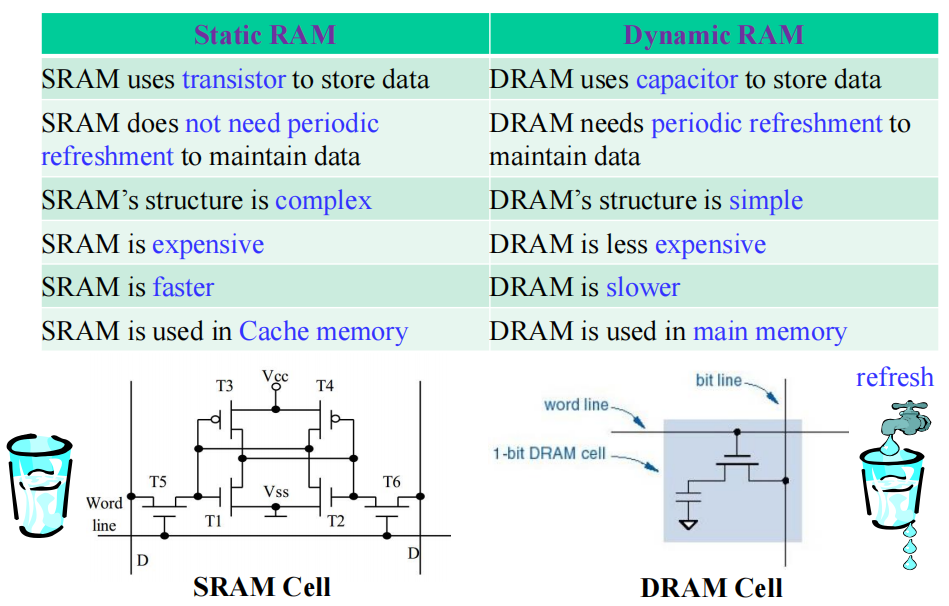 Static RAM
Dynamic RAM
SRAM uses transistor to store data
DRAM uses capacitor to store data
SRAM does not need periodic
refreshment to maintain data
DRAM needs periodic refreshment to
maintain data
SRAM’s structure is complex
DRAM’s structure is simple
SRAM is expensive
DRAM is less expensive
SRAM is faster
DRAM is slower
SRAM is used in Cache memory
DRAM is used in main memory
T3
Vcc
T4
T5
T6
Word
line
T1
Vss
T2
D
D
SRAM Cell
bit line
word line
1-bit DRAM cell
DRAM Cell
refresh